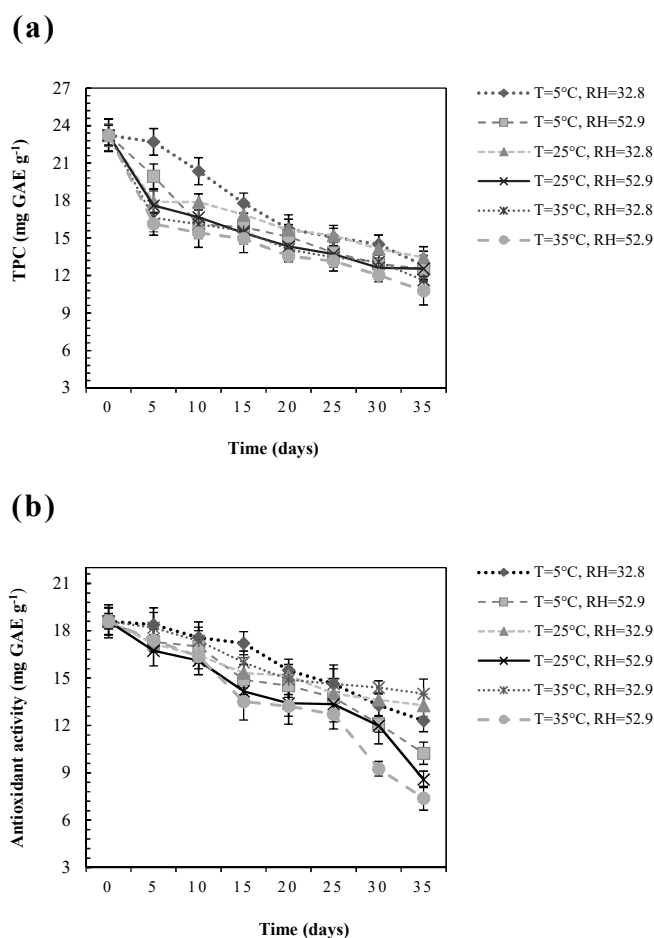 (a)
27
24
21
18
15
12
9
6
3
TPC (mg GAE g⁻¹)
0 5 10 15 20 25 30 35
Time (days)
T=5°C, RH=32.8
T=5°C, RH=52.9
T=25°C, RH=32.8
T=25°C, RH=52.9
T=35°C, RH=32.8
T=35°C, RH=52.9
(b)
21
18
15
12
9
6
3
Antioxidant activity (mg GAE g⁻¹)
0 5 10 15 20 25 30 35
Time (days)
T=5°C, RH=32.8
T=5°C, RH=52.9
T=25°C, RH=32.9
T=25°C, RH=52.9
T=35°C, RH=32.9
T=35°C, RH=52.9